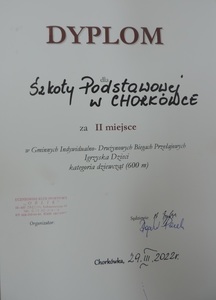 DYPLOM
dla
Szkoły Podstawowej
w CHORKÓWCE
za II miejsce
w Gminnych Indywidualno- Drużynowych Biegach Przełajowych
Igrzyska Dzieci
kategoria dziewcząt (600 m)
Organizator
Chorkówka, 29.III.2022r.